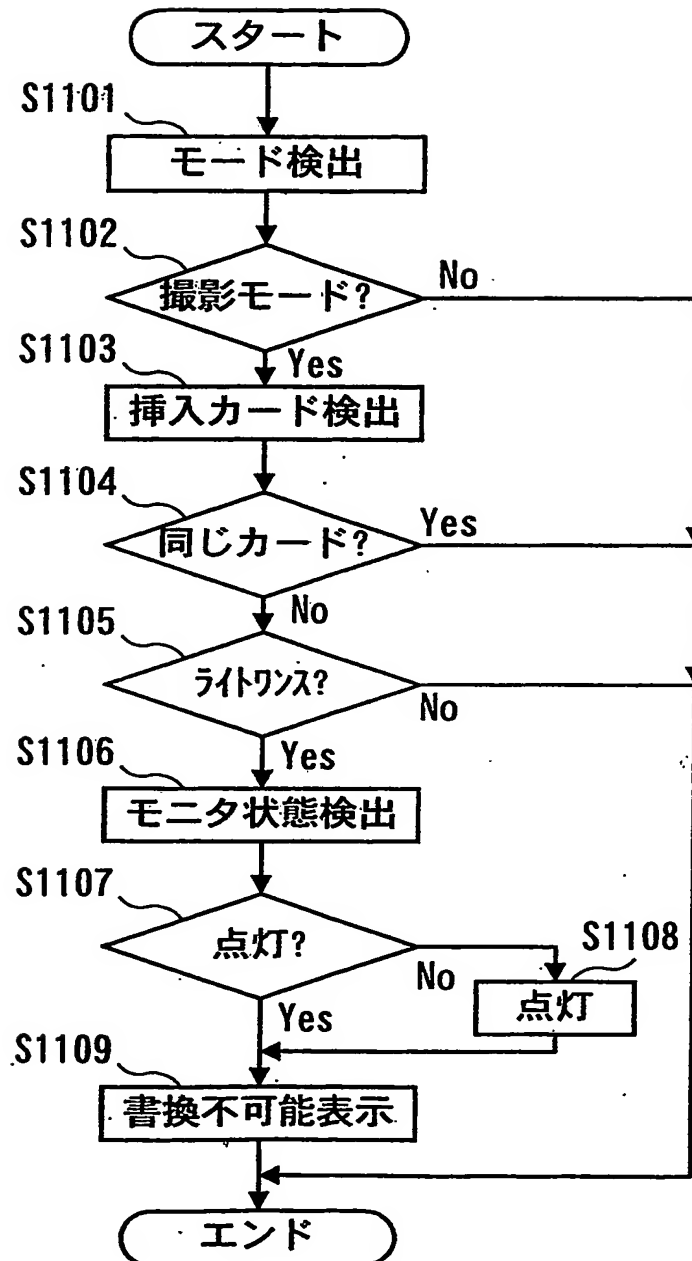 スタート
S1101
モード検出
S1102
撮影モード?
No
Yes
S1103
挿入カード検出
S1104
同じカード?
Yes
No
S1105
ライトワンス?
No
Yes
S1106
モニタ状態検出
S1107
点灯?
No
S1108
点灯
Yes
S1109
書換不可能表示
エンド